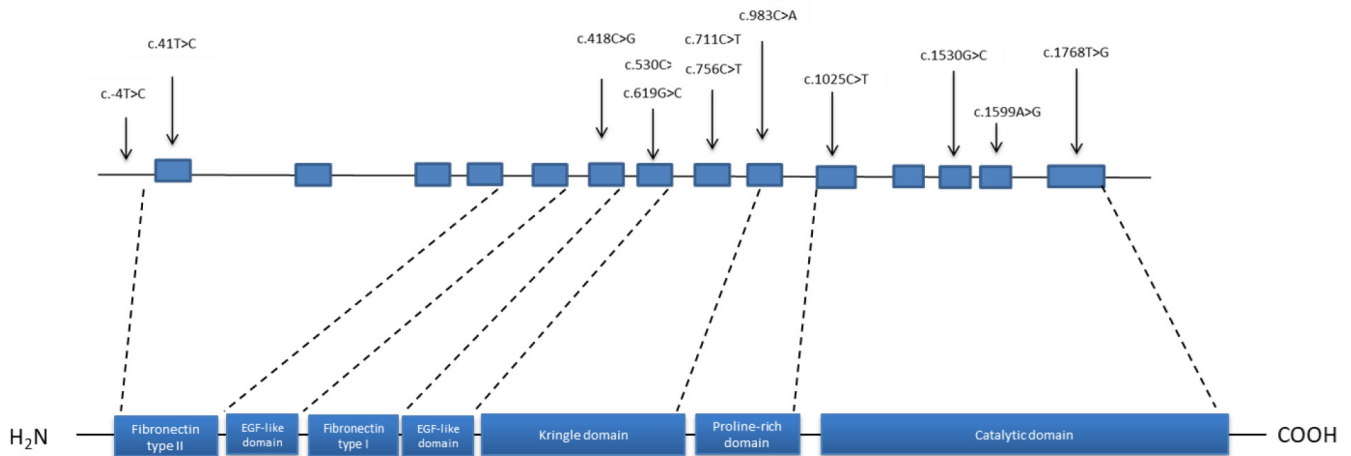 c.983C>A
c.41T>C
c.418C>G
c.711C>T
c.1530G>C
c.1768T>G
c.530C>
c.756C>T
c.1025C>T
c.-4T>C
c.619G>C
c.1599A>G
H₂N
Fibronectin
type II
EGF-like
domain
Fibronectin
type I
EGF-like
domain
Kringle domain
Proline-rich
domain
Catalytic domain
COOH